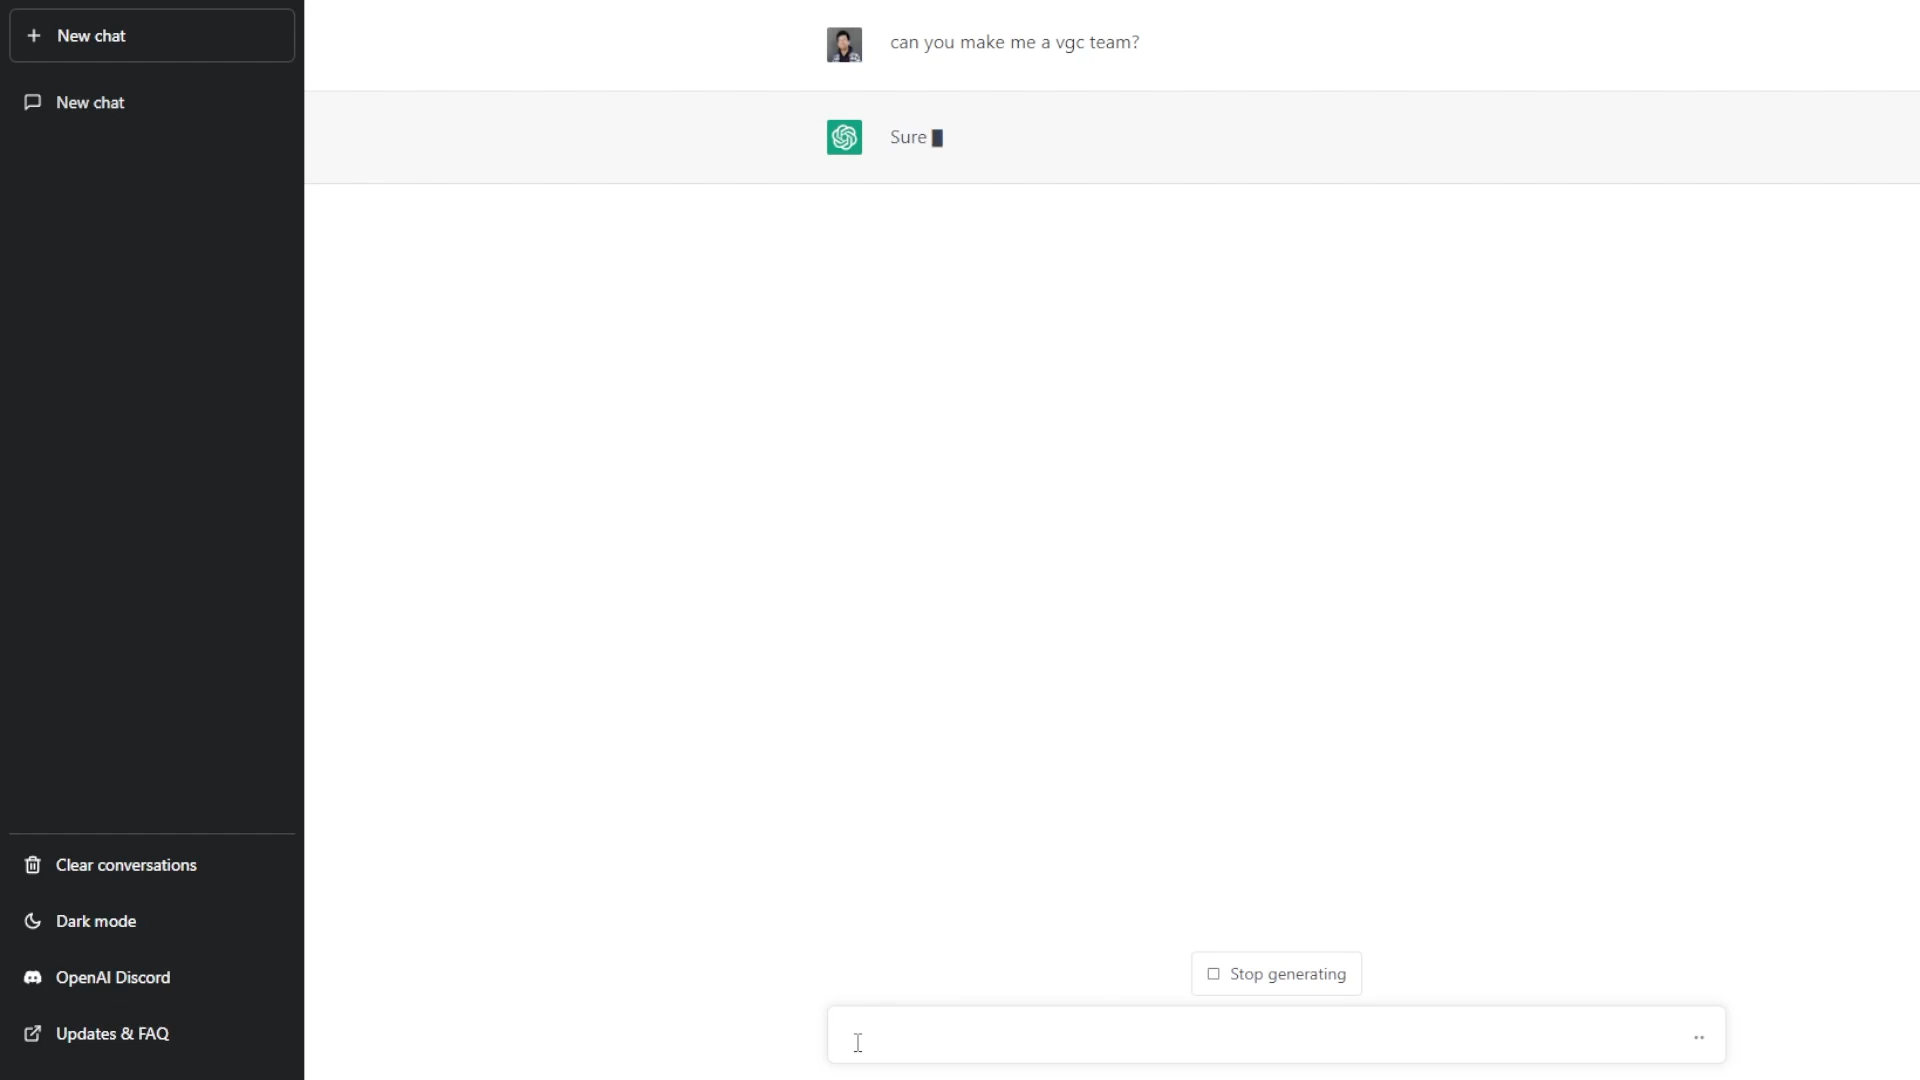 New chat
New chat
can you make me a vgc team?
Sure
Clear conversations
Dark mode
OpenAI Discord
Updates & FAQ
Stop generating